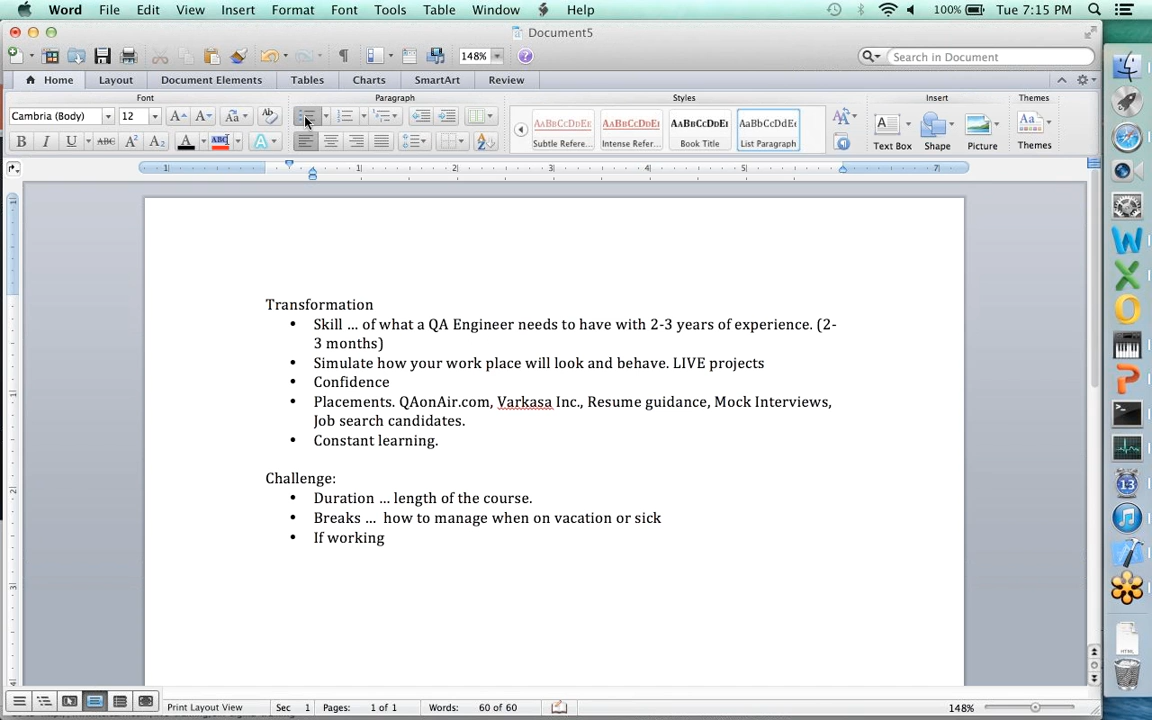 Word File Edit View Insert Format Font Tools Table Window Help 100% Tue 7:15 PM
Document5
148% Search in Document
Home Layout Document Elements Tables Charts SmartArt Review
Font Paragraph Styles Insert Themes
Cambria (Body) 12
AaBbCcDdEe AaBbCcDdEe AaBbCcDdEe AaBbCcDdEe
Subtle Refere... Intense Refer... Book Title List Paragraph Text Box Shape Picture Themes
Transformation
• Skill … of what a QA Engineer needs to have with 2-3 years of experience. (2-
3 months)
• Simulate how your work place will look and behave. LIVE projects
• Confidence
• Placements. QAonAir.com, Varkasa Inc., Resume guidance, Mock Interviews,
Job search candidates.
• Constant learning.
Challenge:
• Duration … length of the course.
• Breaks …  how to manage when on vacation or sick
• If working
Print Layout View Sec 1 Pages: 1 of 1 Words: 60 of 60 148%